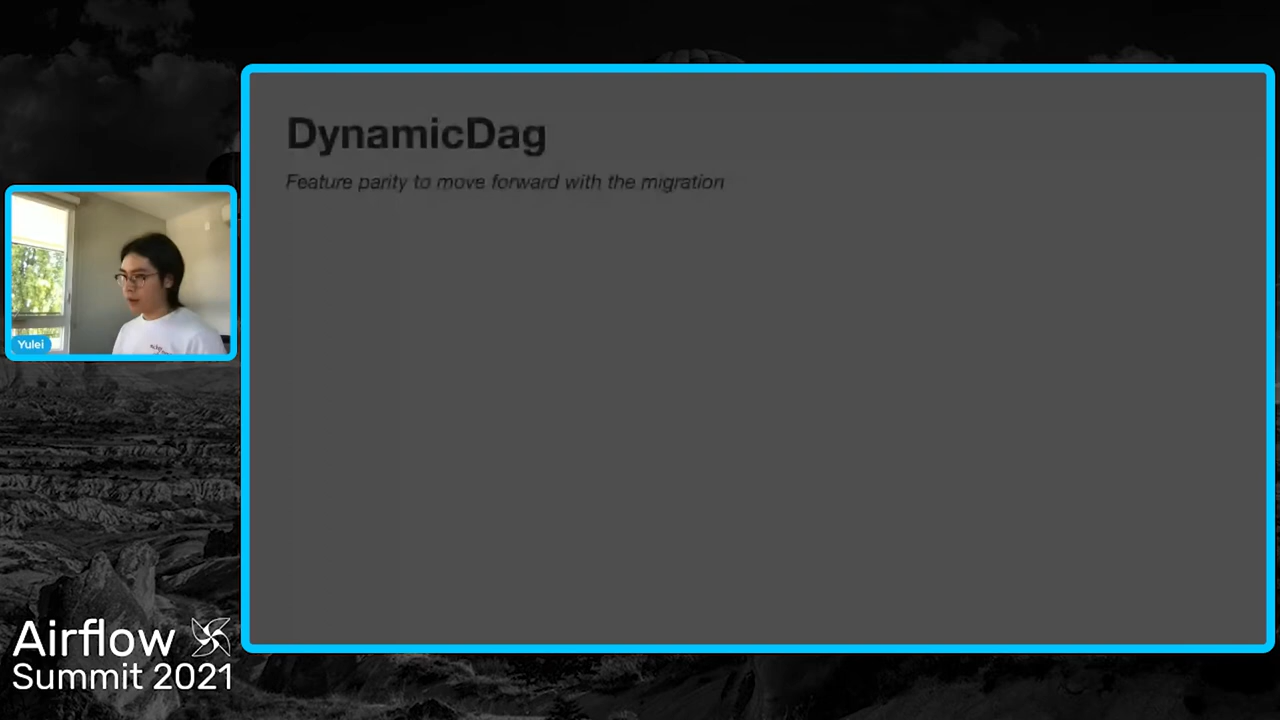 DynamicDag
Feature parity to move forward with the migration
Yulei
Airflow
Summit 2021